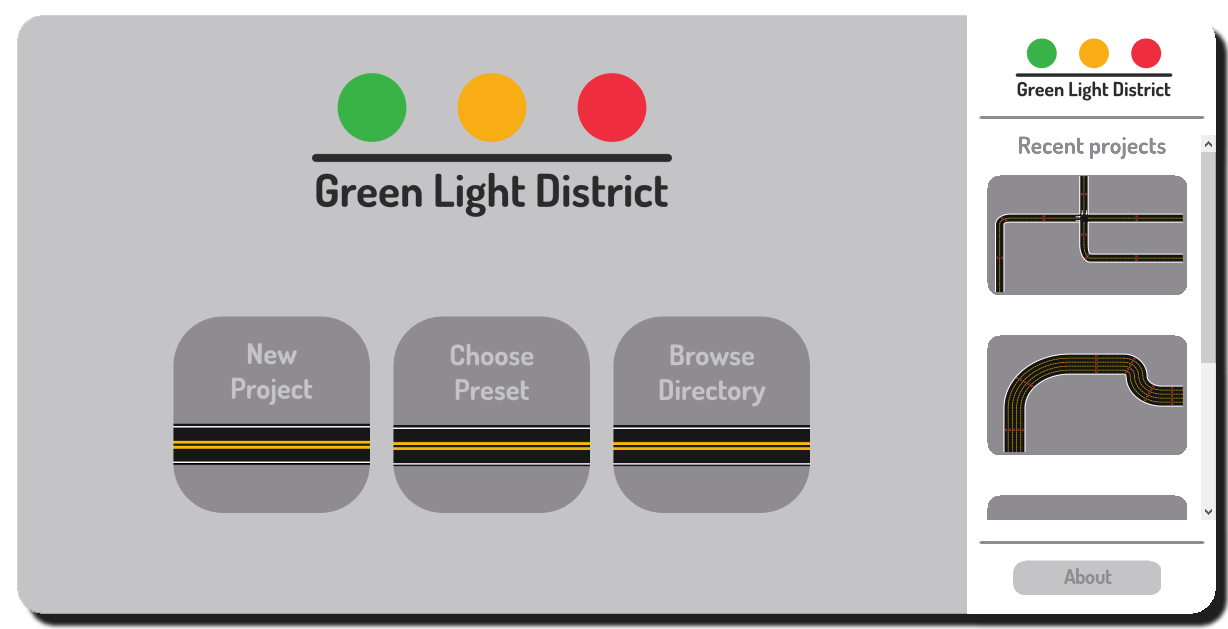 Green Light District
New
Project
Choose
Preset
Browse
Directory
Green Light District
Recent projects
About